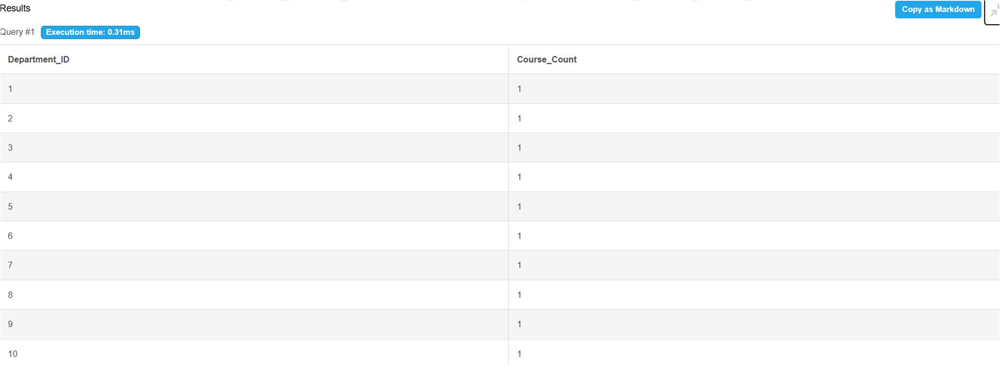 Results
Copy as Markdown
Query #1 Execution time: 0.31ms
Department_ID Course_Count
1 1
2 1
3 1
4 1
5 1
6 1
7 1
8 1
9 1
10 1